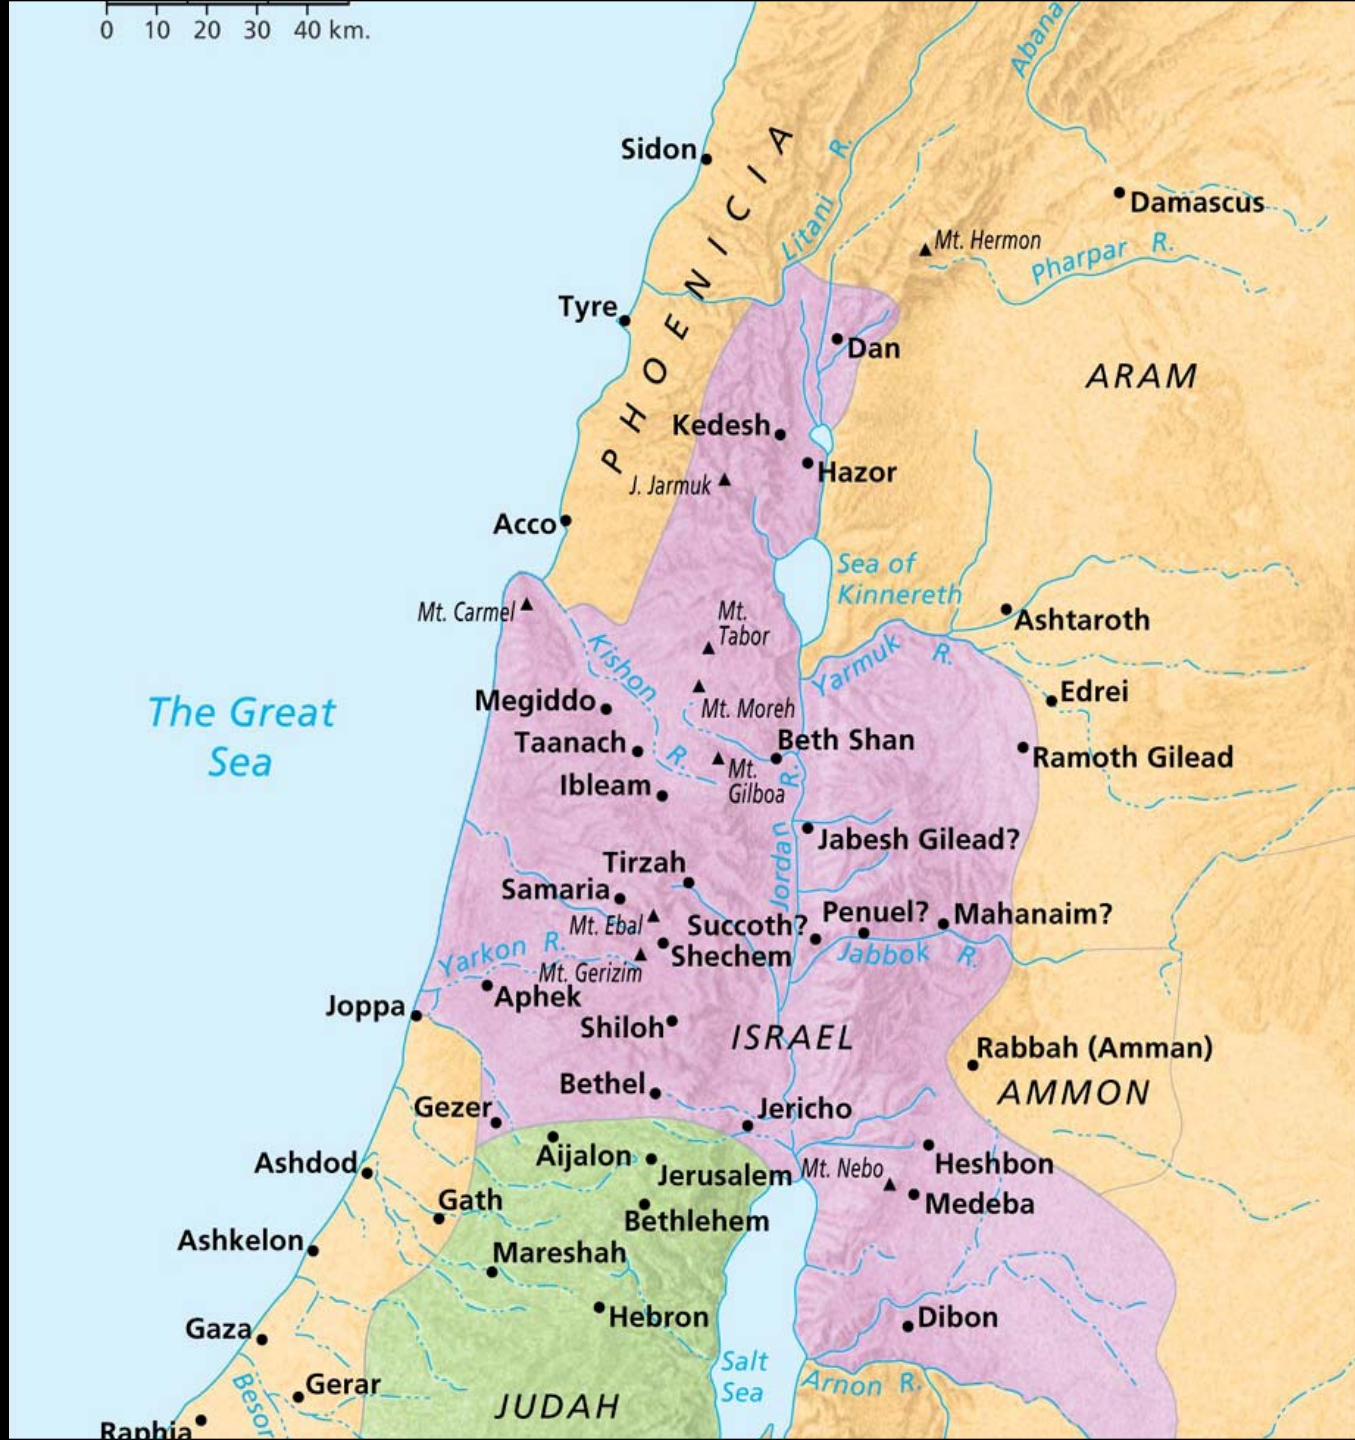 0 10 20 30 40 km.
Abana
Sidon
PHOENICIA
Litani R.
Damascus
Mt. Hermon
Pharpar R.
Tyre
Dan
ARAM
Kedesh
Hazor
J. Jarmuk
Acco
Sea of
Kinnereth
Mt. Carmel
Mt.
Tabor
Ashtaroth
Kishon R.
Yarmuk R.
The Great
Sea
Megiddo
Mt. Moreh
Edrei
Taanach
Beth Shan
Ramoth Gilead
Mt.
Gilboa
Ibleam
Jordan R.
Jabesh Gilead?
Tirzah
Samaria
Mt. Ebal
Succoth?
Penuel?
Mahanaim?
Yarkon R.
Shechem
Jabbok R.
Mt. Gerizim
Aphek
Joppa
Shiloh
ISRAEL
Rabbah (Amman)
AMMON
Bethel
Gezer
Jericho
Aijalon
Ashdod
Jerusalem
Mt. Nebo
Heshbon
Gath
Medeba
Bethlehem
Ashkelon
Mareshah
Hebron
Dibon
Gaza
Salt
Sea
Arnon R.
Gerar
Besor
JUDAH
Raphia